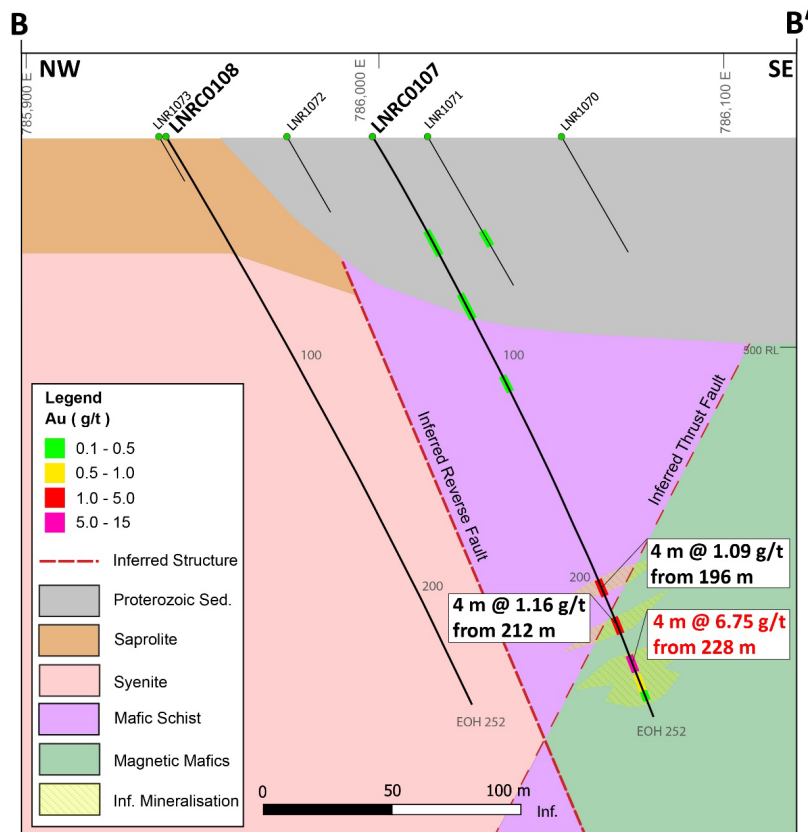 B
B'
NW
SE
785,900 E
786,000 E
786,100 E
LNR1073
LNRC0108
LNR1072
LNRC0107
LNR1071
LNR1070
500 RL
100
100
Legend
Au ( g/t )
0.1 - 0.5
0.5 - 1.0
1.0 - 5.0
5.0 - 15
Inferred Structure
Proterozoic Sed.
Saprolite
Syenite
Mafic Schist
Magnetic Mafics
Inf. Mineralisation
Inferred Reverse Fault
Inferred Thrust Fault
200
200
4 m @ 1.09 g/t
from 196 m
4 m @ 1.16 g/t
from 212 m
4 m @ 6.75 g/t
from 228 m
EOH 252
EOH 252
0
50
100 m
Inf.